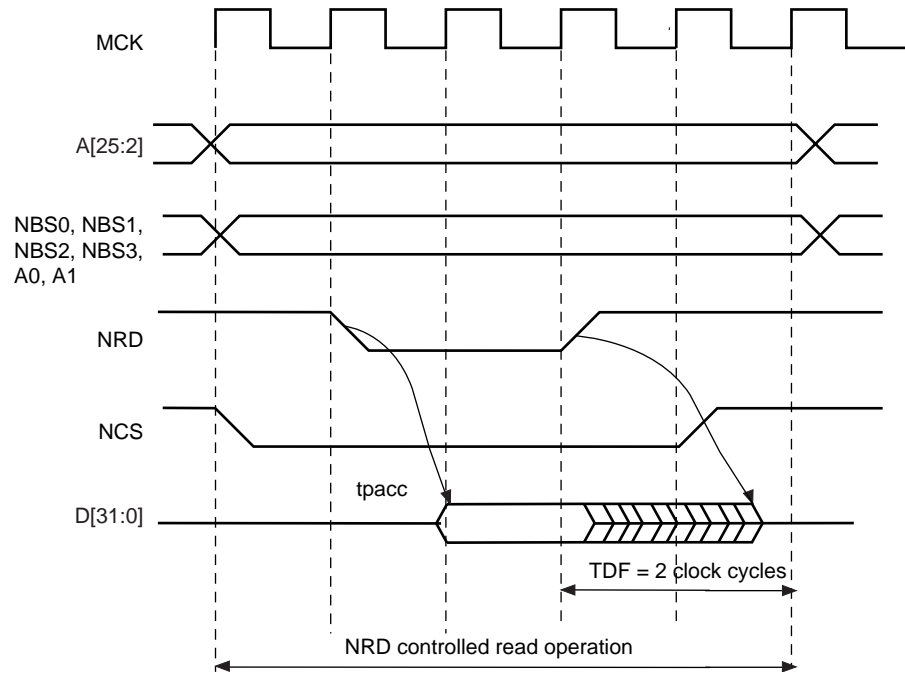 MCK
A[25:2]
NBS0, NBS1,
NBS2, NBS3,
A0, A1
NRD
NCS
tpacc
D[31:0]
TDF = 2 clock cycles
NRD controlled read operation